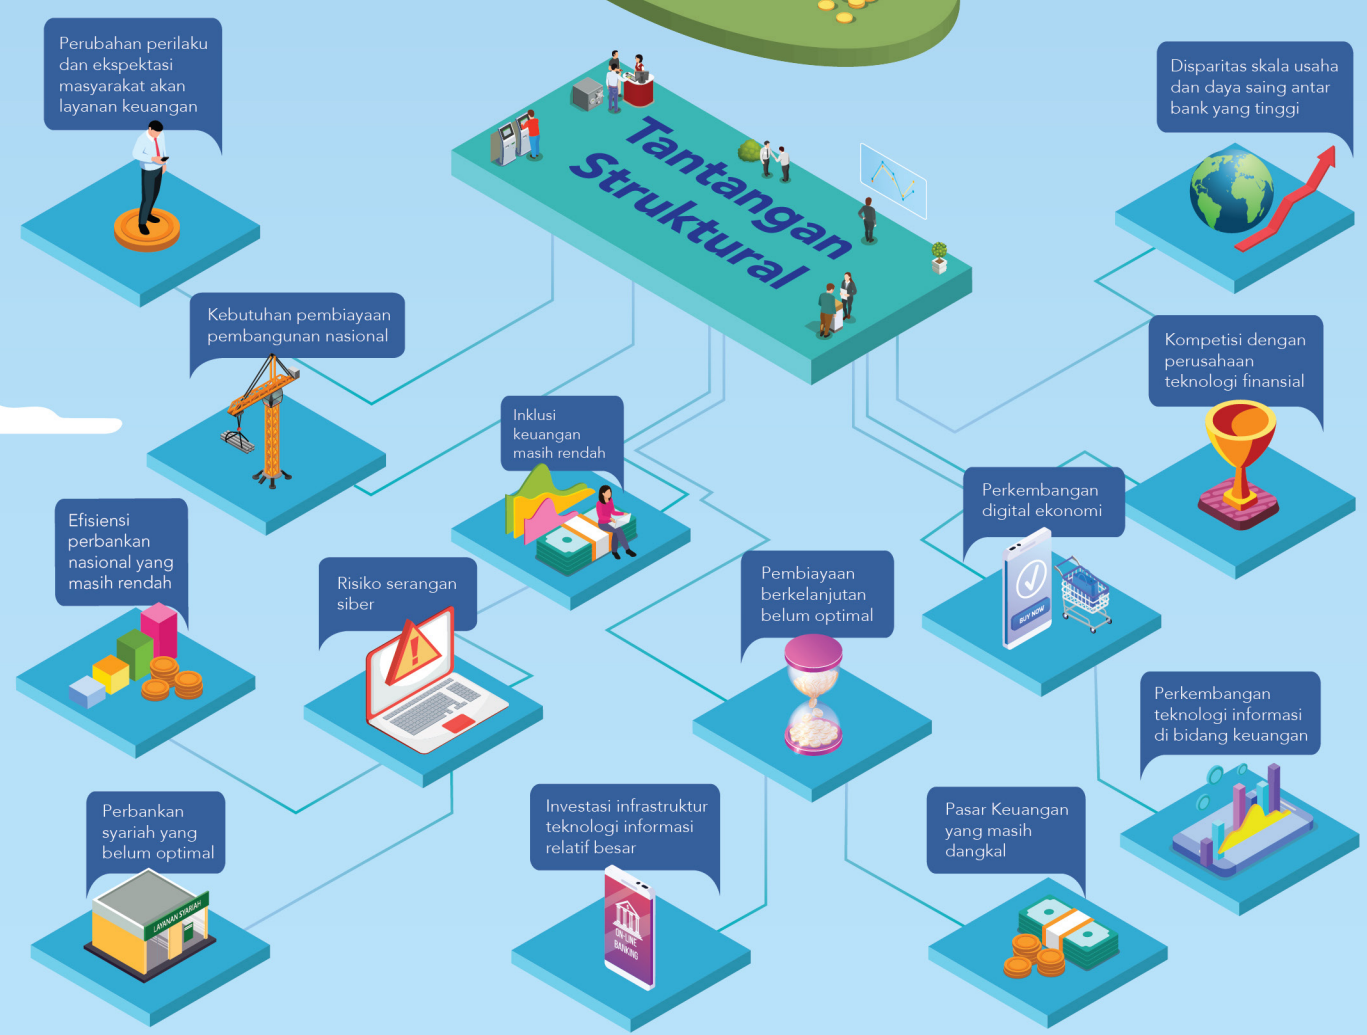 Perubahan perilaku
dan ekspektasi
masyarakat akan
layanan keuangan
Tantangan
Struktural
Disparitas skala usaha
dan daya saing antar
bank yang tinggi
Kebutuhan pembiayaan
pembangunan nasional
Kompetisi dengan
perusahaan
teknologi finansial
Inklusi
keuangan
masih rendah
Perkembangan
digital ekonomi
BUY NOW
Efisiensi
perbankan
nasional yang
masih rendah
Risiko serangan
siber
Pembiayaan
berkelanjutan
belum optimal
Perkembangan
teknologi informasi
di bidang keuangan
Perbankan
syariah yang
belum optimal
LAYANAN SYARIAH
Investasi infrastruktur
teknologi informasi
relatif besar
ON-LINE
BANKING
Pasar Keuangan
yang masih
dangkal